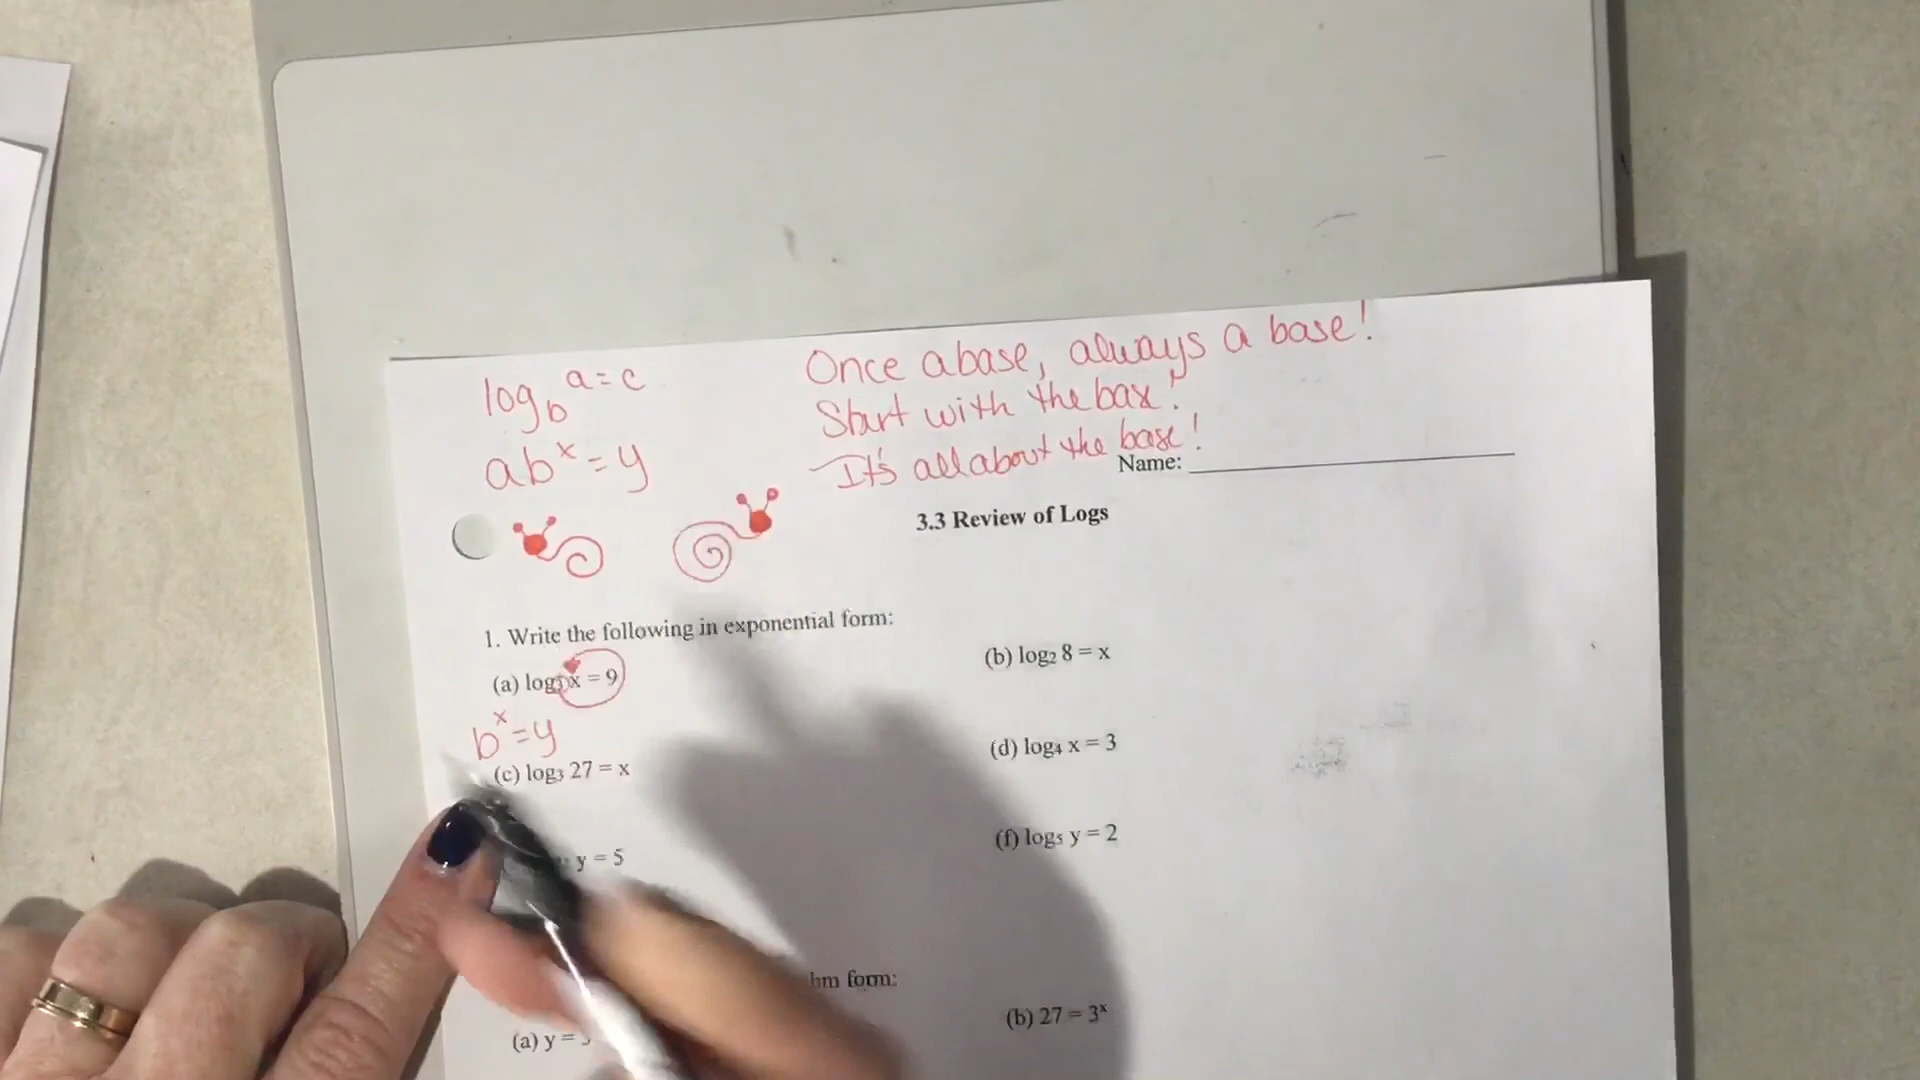 log_b a = c
Once a base, always a base!
Start with the base!
ab^x = y
It's all about the base!
Name:
3.3 Review of Logs
1. Write the following in exponential form:
(a) log₃ x = 9
(b) log₂ 8 = x
b^x = y
(c) log₃ 27 = x
(d) log₄ x = 3
y = 5
(f) log₅ y = 2
form:
(a) y =
(b) 27 = 3^x